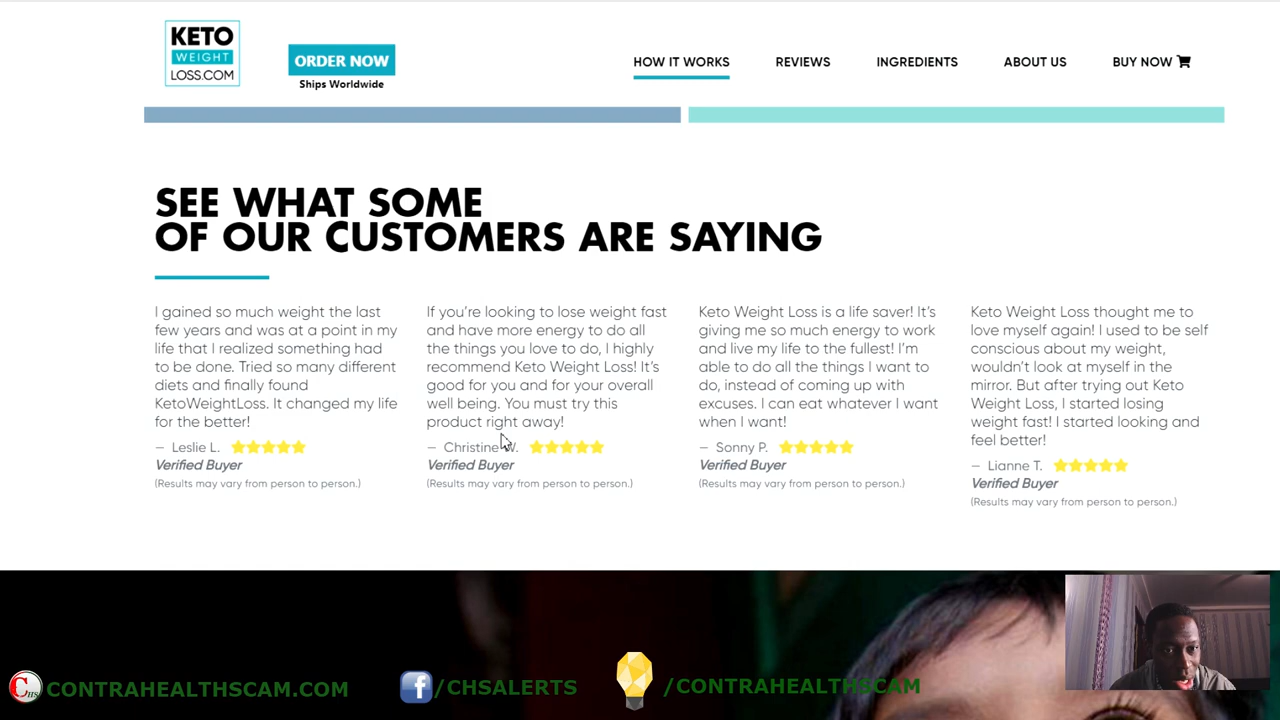 KETO
WEIGHT
LOSS.COM
ORDER NOW
Ships Worldwide
HOW IT WORKS
REVIEWS
INGREDIENTS
ABOUT US
BUY NOW
SEE WHAT SOME
OF OUR CUSTOMERS ARE SAYING
I gained so much weight the last
few years and was at a point in my
life that I realized something had
to be done. Tried so many different
diets and finally found
KetoWeightLoss. It changed my life
for the better!
— Leslie L.
Verified Buyer
(Results may vary from person to person.)
If you're looking to lose weight fast
and have more energy to do all
the things you love to do, I highly
recommend Keto Weight Loss! It's
good for you and for your overall
well being. You must try this
product right away!
— Christine W.
Verified Buyer
(Results may vary from person to person.)
Keto Weight Loss is a life saver! It's
giving me so much energy to work
and live my life to the fullest! I'm
able to do all the things I want to
do, instead of coming up with
excuses. I can eat whatever I want
when I want!
— Sonny P.
Verified Buyer
(Results may vary from person to person.)
Keto Weight Loss thought me to
love myself again! I used to be self
conscious about my weight,
wouldn't look at myself in the
mirror. But after trying out Keto
Weight Loss, I started losing
weight fast! I started looking and
feel better!
— Lianne T.
Verified Buyer
(Results may vary from person to person.)
CHS
CONTRAHEALTHSCAM.COM
/CHSALERTS
/CONTRAHEALTHSCAM